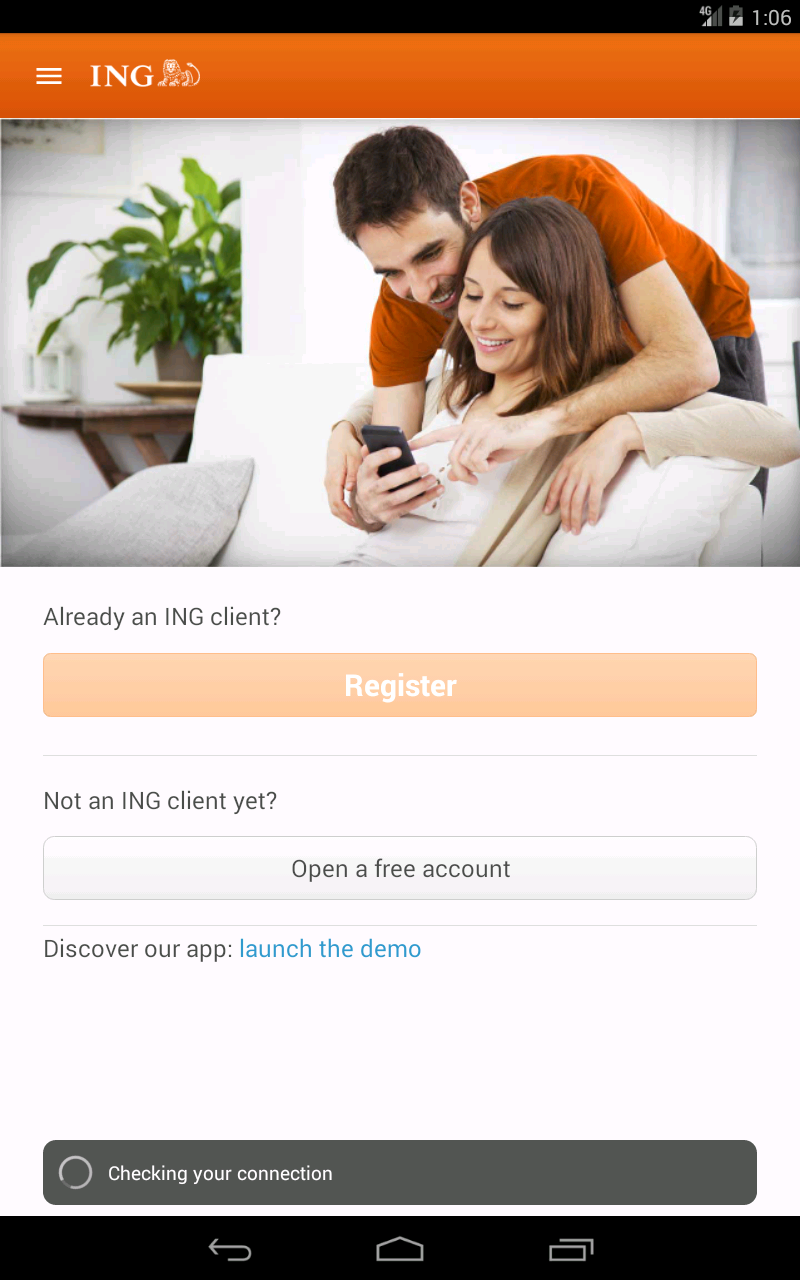 4G 1:06
ING
Already an ING client?
Register
Not an ING client yet?
Open a free account
Discover our app: launch the demo
Checking your connection